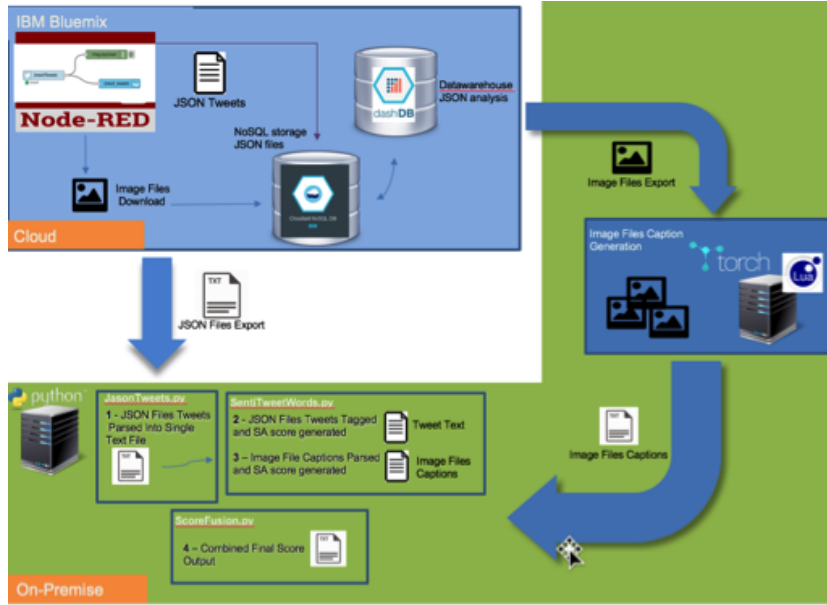 IBM Bluemix
Node-RED
JSON Tweets
NoSQL storage
JSON files
dashDB
Datawarehouse
JSON analysis
Image Files
Download
Cloudant NoSQL DB
Cloud
Image Files Export
Image Files Caption
Generation
torch
Lua
TXT
JSON Files Export
python
JasonTweets.py
1 - JSON Files Tweets
Parsed Into Single
Text File
TXT
SentiTweetWords.py
2 - JSON Files Tweets Tagged
and SA score generated
Tweet Text
3 – Image File Captions Parsed
and SA score generated
Image Files
Captions
TXT
Image Files Captions
ScoreFusion.py
4 – Combined Final Score
Output
TXT
On-Premise